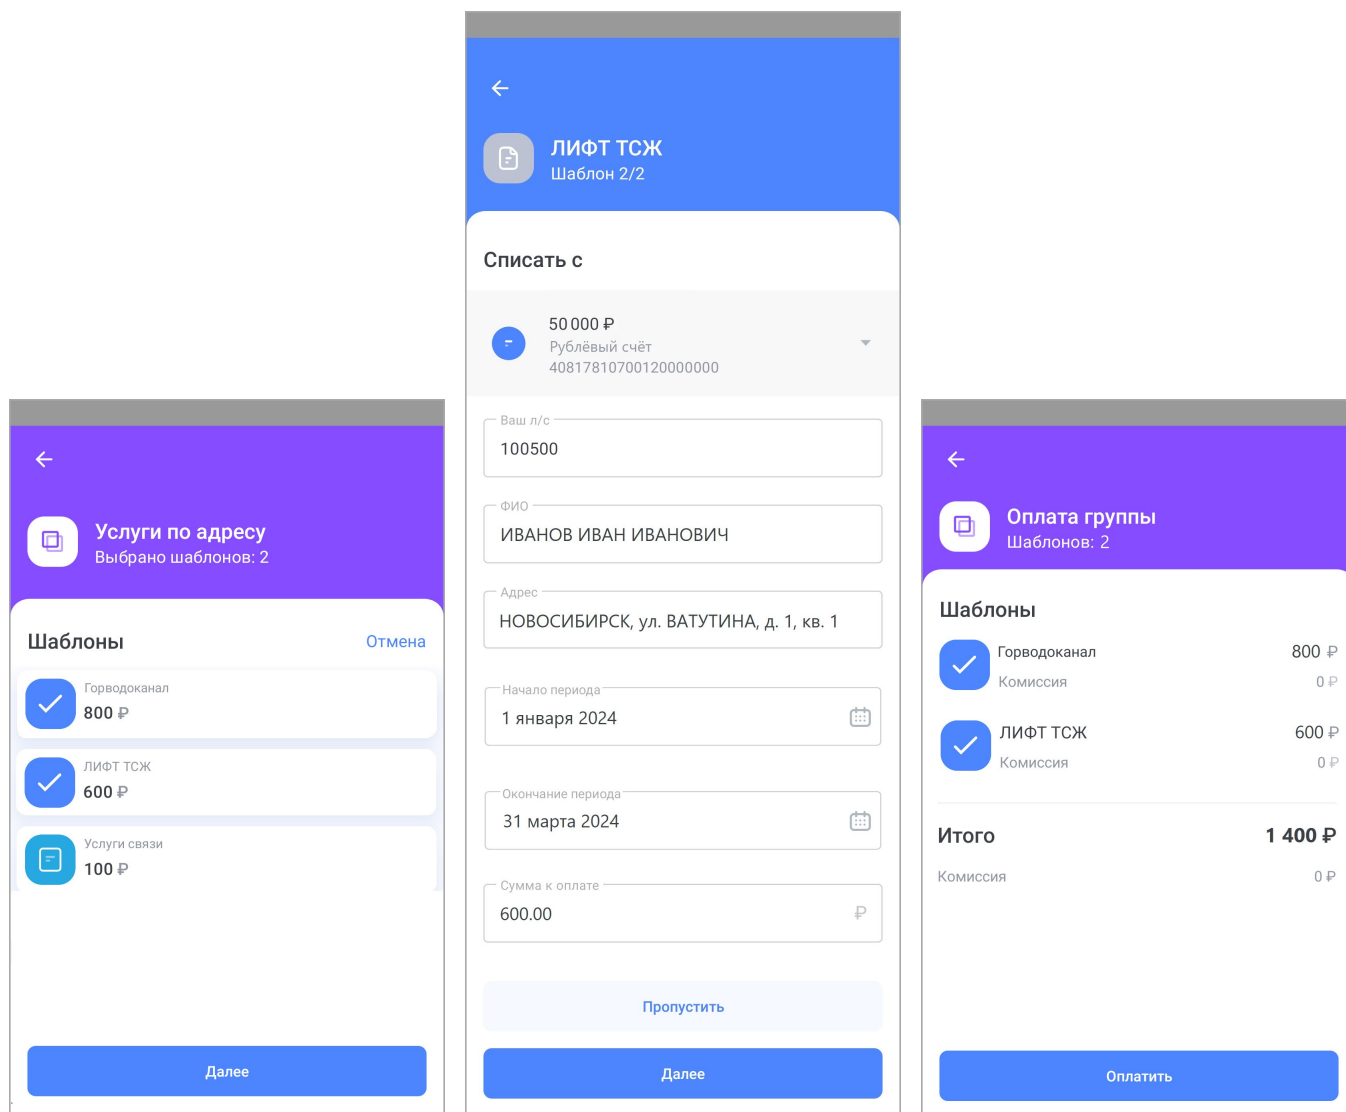 Услуги по адресу
Выбрано шаблонов: 2
Шаблоны
Отмена
Горводоканал
800 ₽
ЛИФТ ТСЖ
600 ₽
Услуги связи
100 ₽
Далее
ЛИФТ ТСЖ
Шаблон 2/2
Списать с
50 000 ₽
Рублёвый счёт
40817810700120000000
Ваш л/с
100500
ФИО
ИВАНОВ ИВАН ИВАНОВИЧ
Адрес
НОВОСИБИРСК, ул. ВАТУТИНА, д. 1, кв. 1
Начало периода
1 января 2024
Окончание периода
31 марта 2024
Сумма к оплате
600.00 ₽
Пропустить
Далее
Оплата группы
Шаблонов: 2
Шаблоны
Горводоканал 800 ₽
Комиссия 0 ₽
ЛИФТ ТСЖ 600 ₽
Комиссия 0 ₽
Итого 1 400 ₽
Комиссия 0 ₽
Оплатить